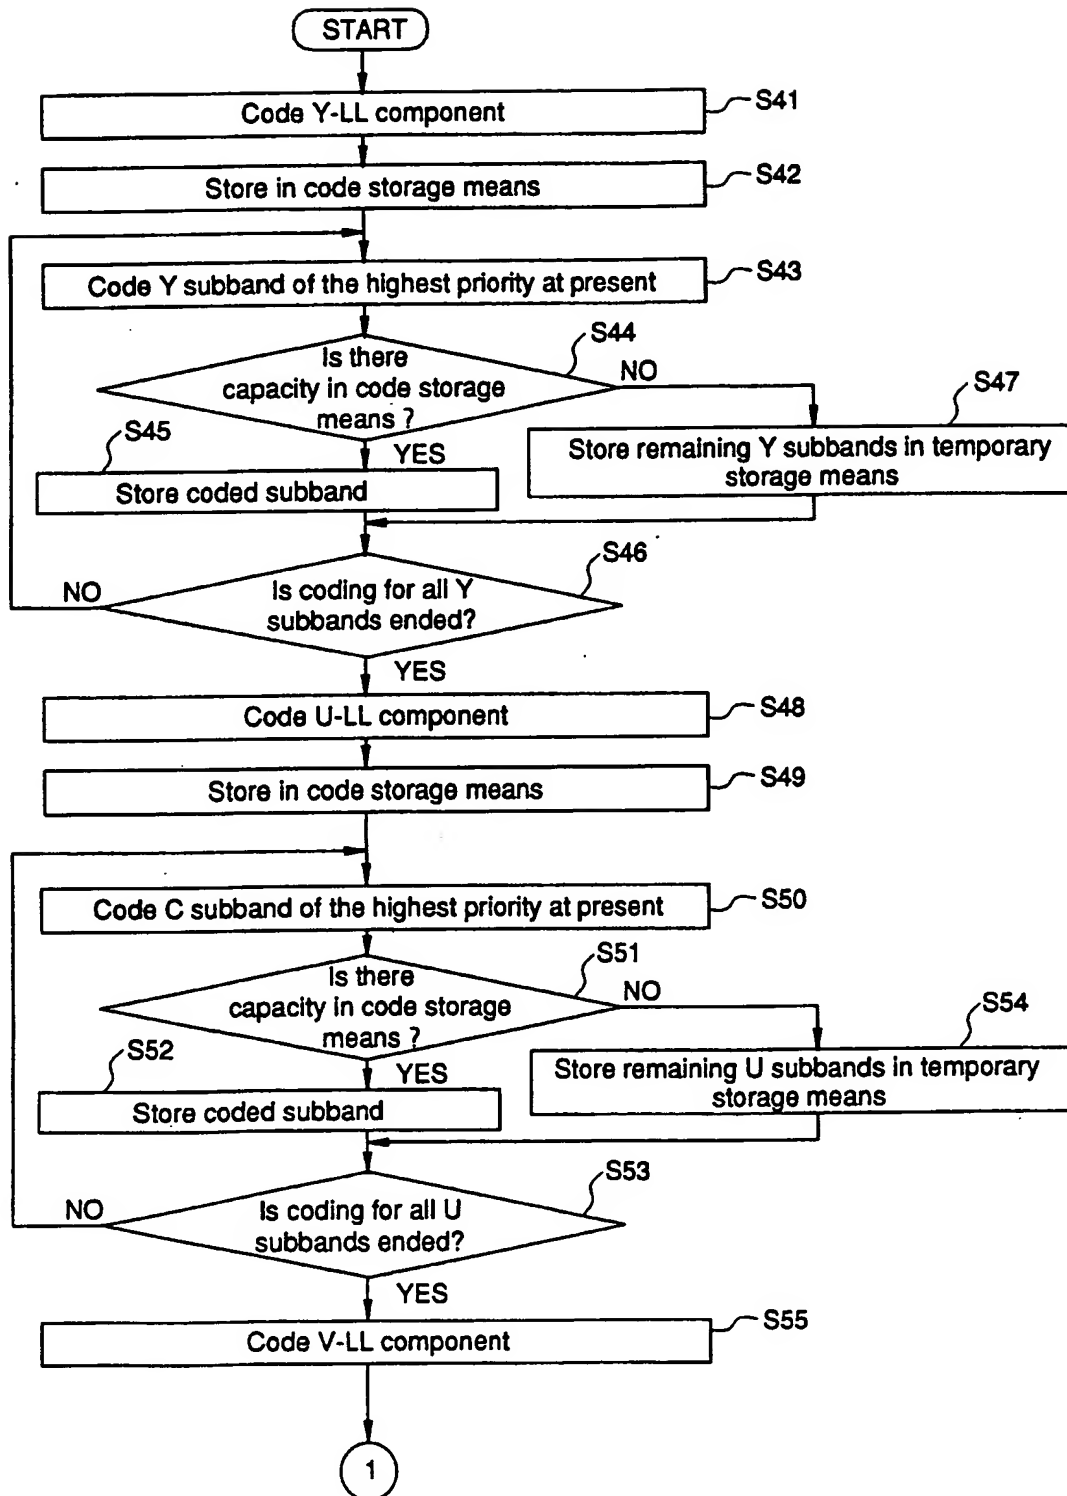 START
Code Y-LL component
S41
Store in code storage means
S42
Code Y subband of the highest priority at present
S43
Is there
capacity in code storage
means ?
S44
NO
YES
S45
Store coded subband
S47
Store remaining Y subbands in temporary
storage means
S46
Is coding for all Y
subbands ended?
NO
YES
Code U-LL component
S48
Store in code storage means
S49
Code C subband of the highest priority at present
S50
Is there
capacity in code storage
means ?
S51
NO
YES
S52
Store coded subband
S54
Store remaining U subbands in temporary
storage means
S53
Is coding for all U
subbands ended?
NO
YES
Code V-LL component
S55
1